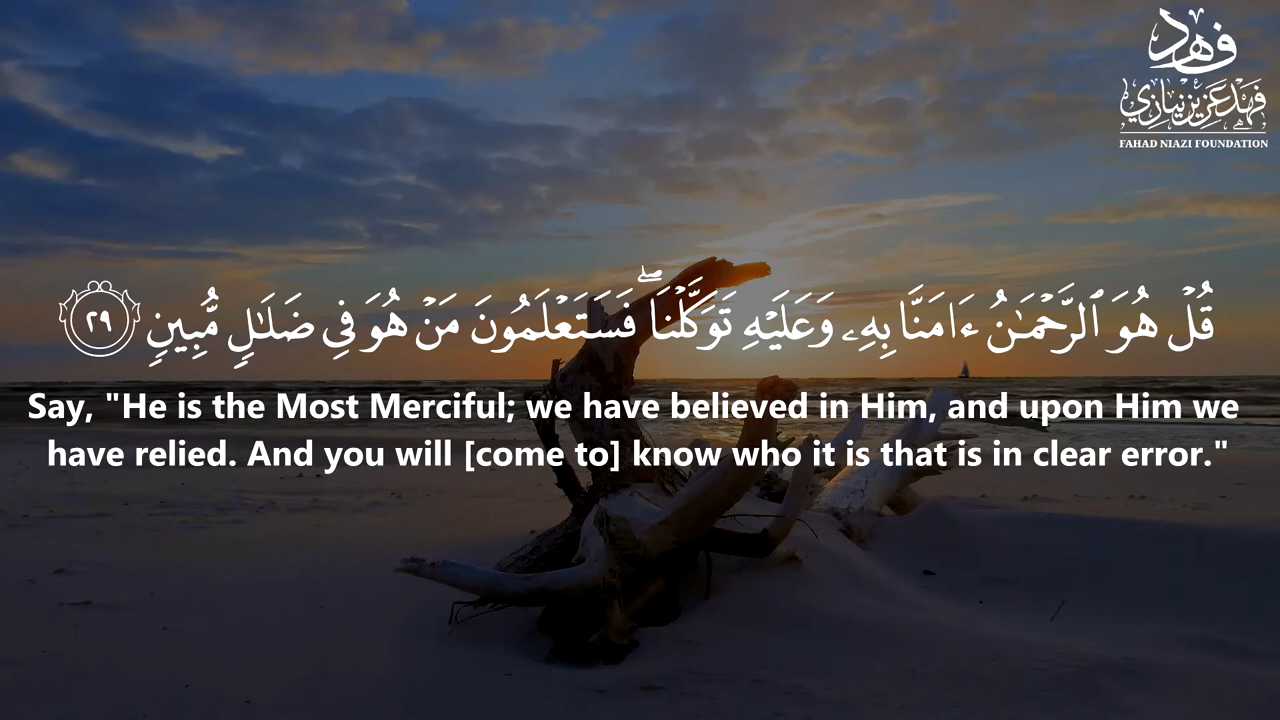 فهد
فهد عزيز نيازي
FAHAD NIAZI FOUNDATION
قُلْ هُوَ ٱلرَّحْمَـٰنُ ءَامَنَّا بِهِۦ وَعَلَيْهِ تَوَكَّلْنَا ۖ فَسَتَعْلَمُونَ مَنْ هُوَ فِى ضَلَـٰلٍ مُّبِينٍ ٢٩
Say, "He is the Most Merciful; we have believed in Him, and upon Him we
have relied. And you will [come to] know who it is that is in clear error."